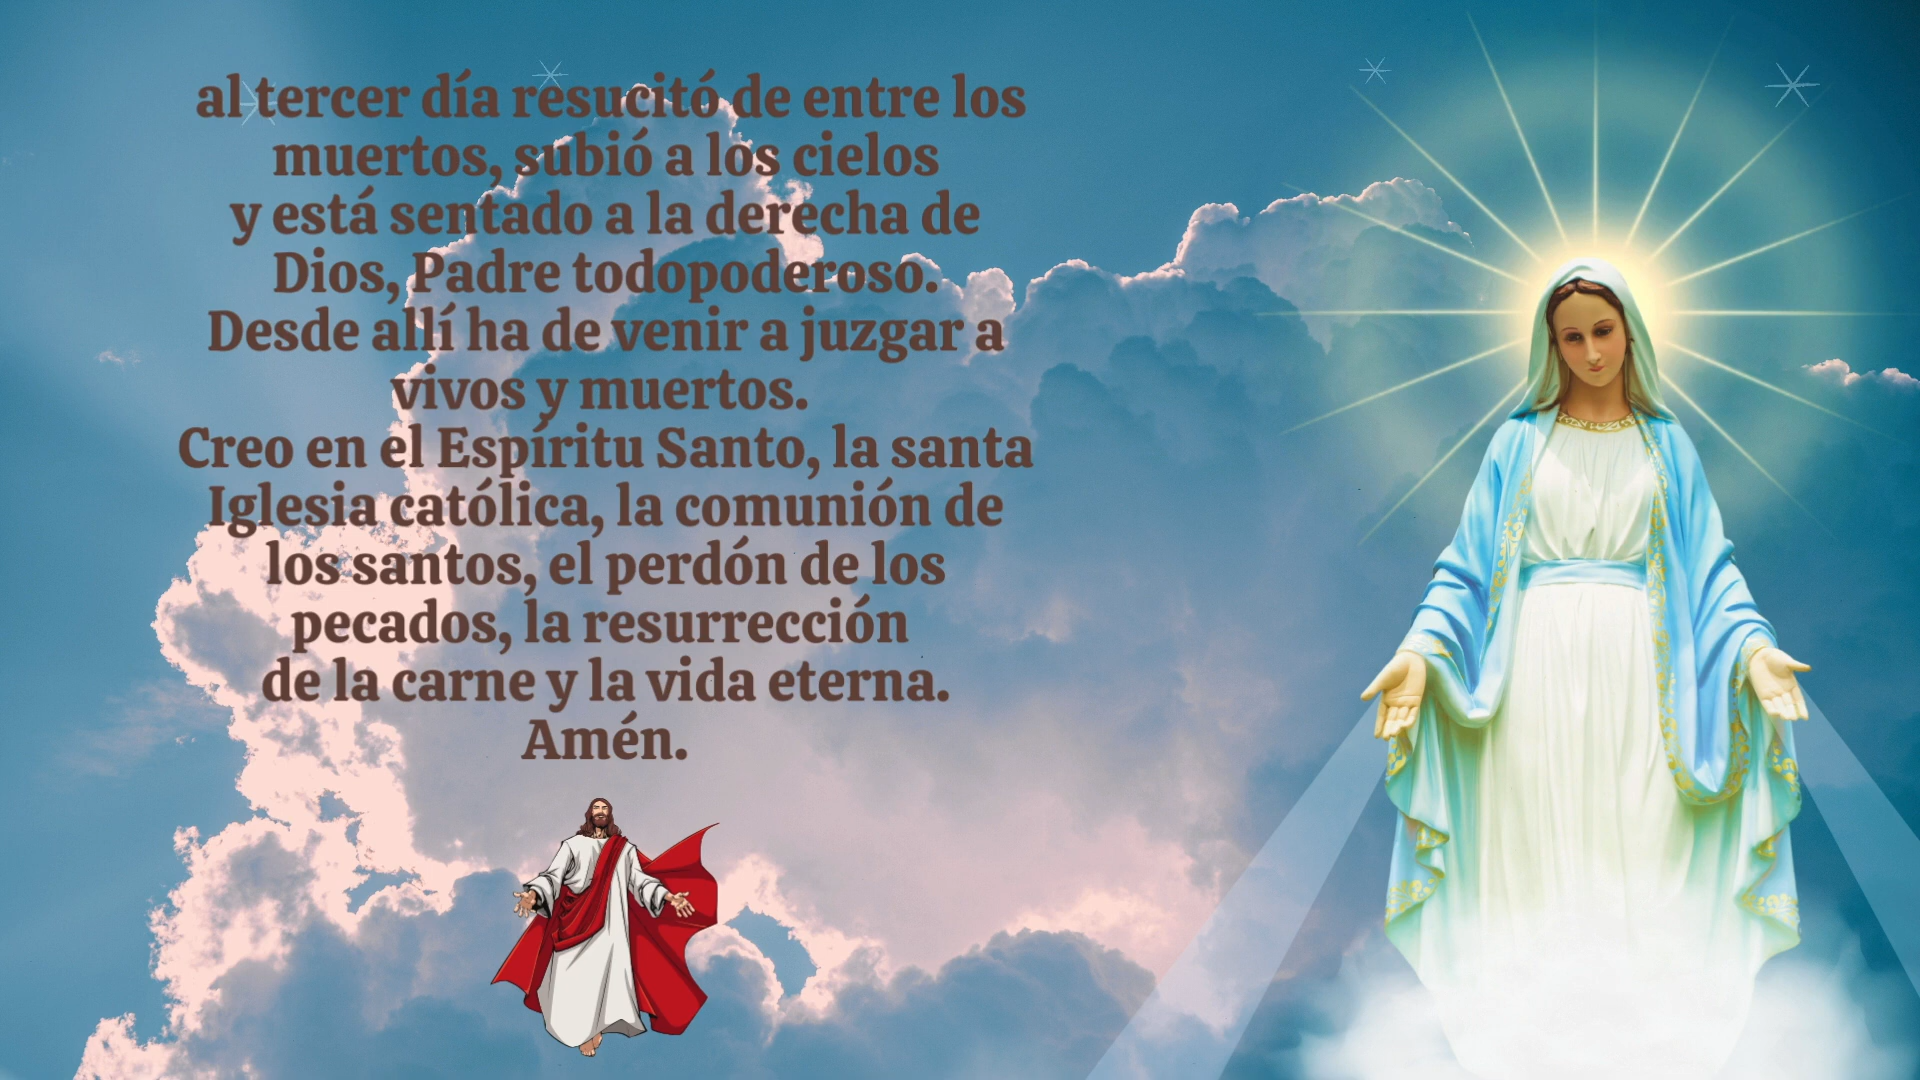 al tercer día resucitó de entre los
muertos, subió a los cielos
y está sentado a la derecha de
Dios, Padre todopoderoso.
Desde allí ha de venir a juzgar a
vivos y muertos.
Creo en el Espíritu Santo, la santa
Iglesia católica, la comunión de
los santos, el perdón de los
pecados, la resurrección
de la carne y la vida eterna.
Amén.